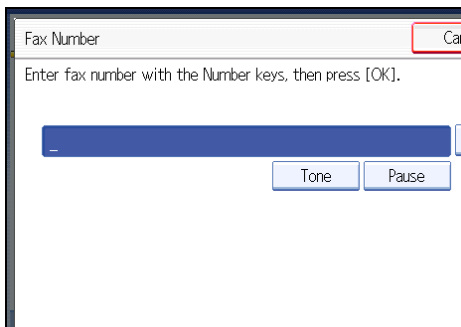 Fax Number
Enter fax number with the Number keys, then press [OK].
_
Tone Pause